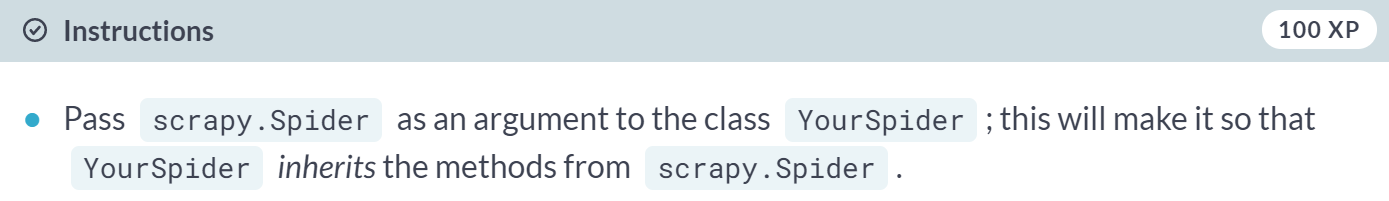 Instructions
100 XP
Pass scrapy.Spider as an argument to the class YourSpider ; this will make it so that
YourSpider inherits the methods from scrapy.Spider .